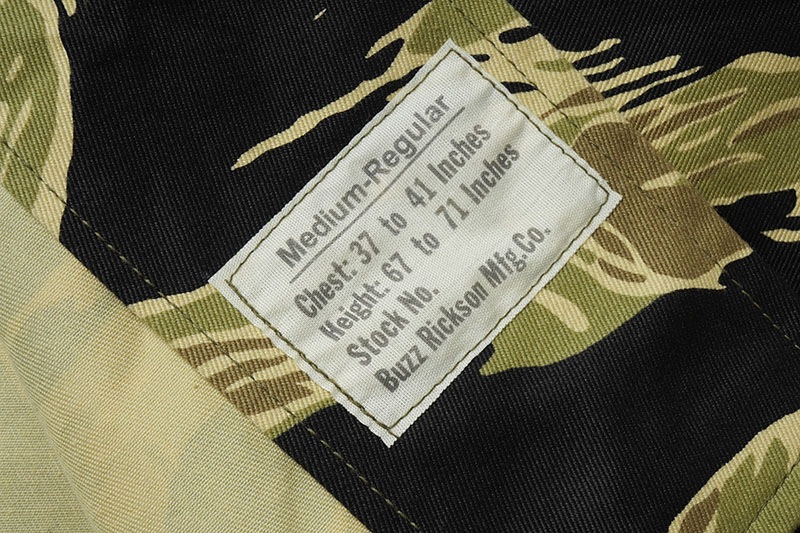 Medium-Regular
Chest: 37 to 41 Inches
Height: 67 to 71 Inches
Stock No.
Buzz Rickson Mfg.Co.